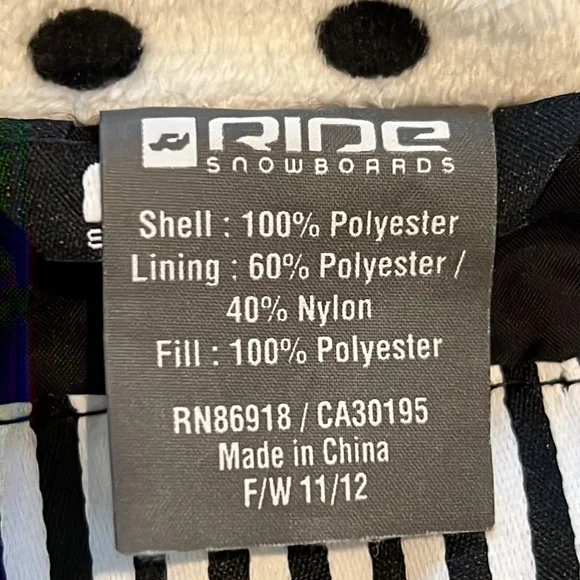 RIDE
SNOWBOARDS
Shell : 100% Polyester
Lining : 60% Polyester /
40% Nylon
Fill : 100% Polyester
RN86918 / CA30195
Made in China
F/W 11/12